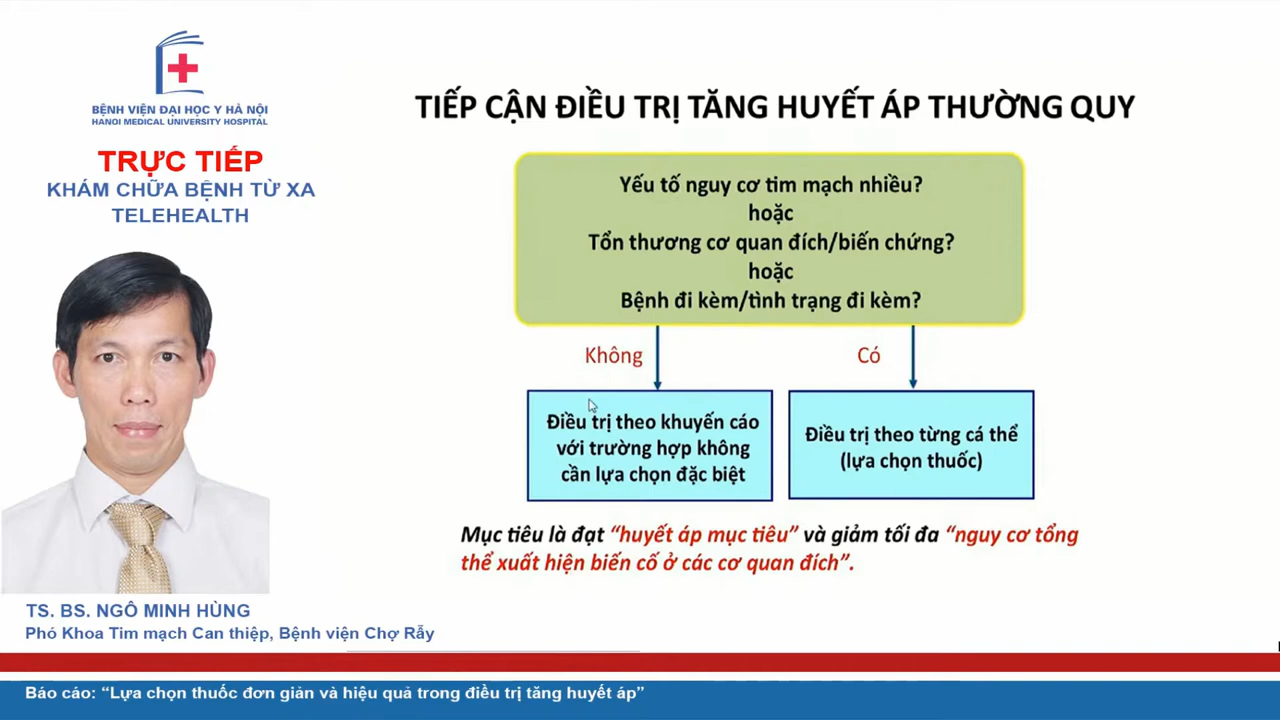 BỆNH VIỆN ĐẠI HỌC Y HÀ NỘI
HANOI MEDICAL UNIVERSITY HOSPITAL
TRỰC TIẾP
KHÁM CHỮA BỆNH TỪ XA
TELEHEALTH
TIẾP CẬN ĐIỀU TRỊ TĂNG HUYẾT ÁP THƯỜNG QUY
Yếu tố nguy cơ tim mạch nhiều?
hoặc
Tổn thương cơ quan đích/biến chứng?
hoặc
Bệnh đi kèm/tình trạng đi kèm?
Không
Có
Điều trị theo khuyến cáo
với trường hợp không
cần lựa chọn đặc biệt
Điều trị theo từng cá thể
(lựa chọn thuốc)
Mục tiêu là đạt “huyết áp mục tiêu” và giảm tối đa “nguy cơ tổng
thể xuất hiện biến cố ở các cơ quan đích”.
TS. BS. NGÔ MINH HÙNG
Phó Khoa Tim mạch Can thiệp, Bệnh viện Chợ Rẫy
Báo cáo: “Lựa chọn thuốc đơn giản và hiệu quả trong điều trị tăng huyết áp”